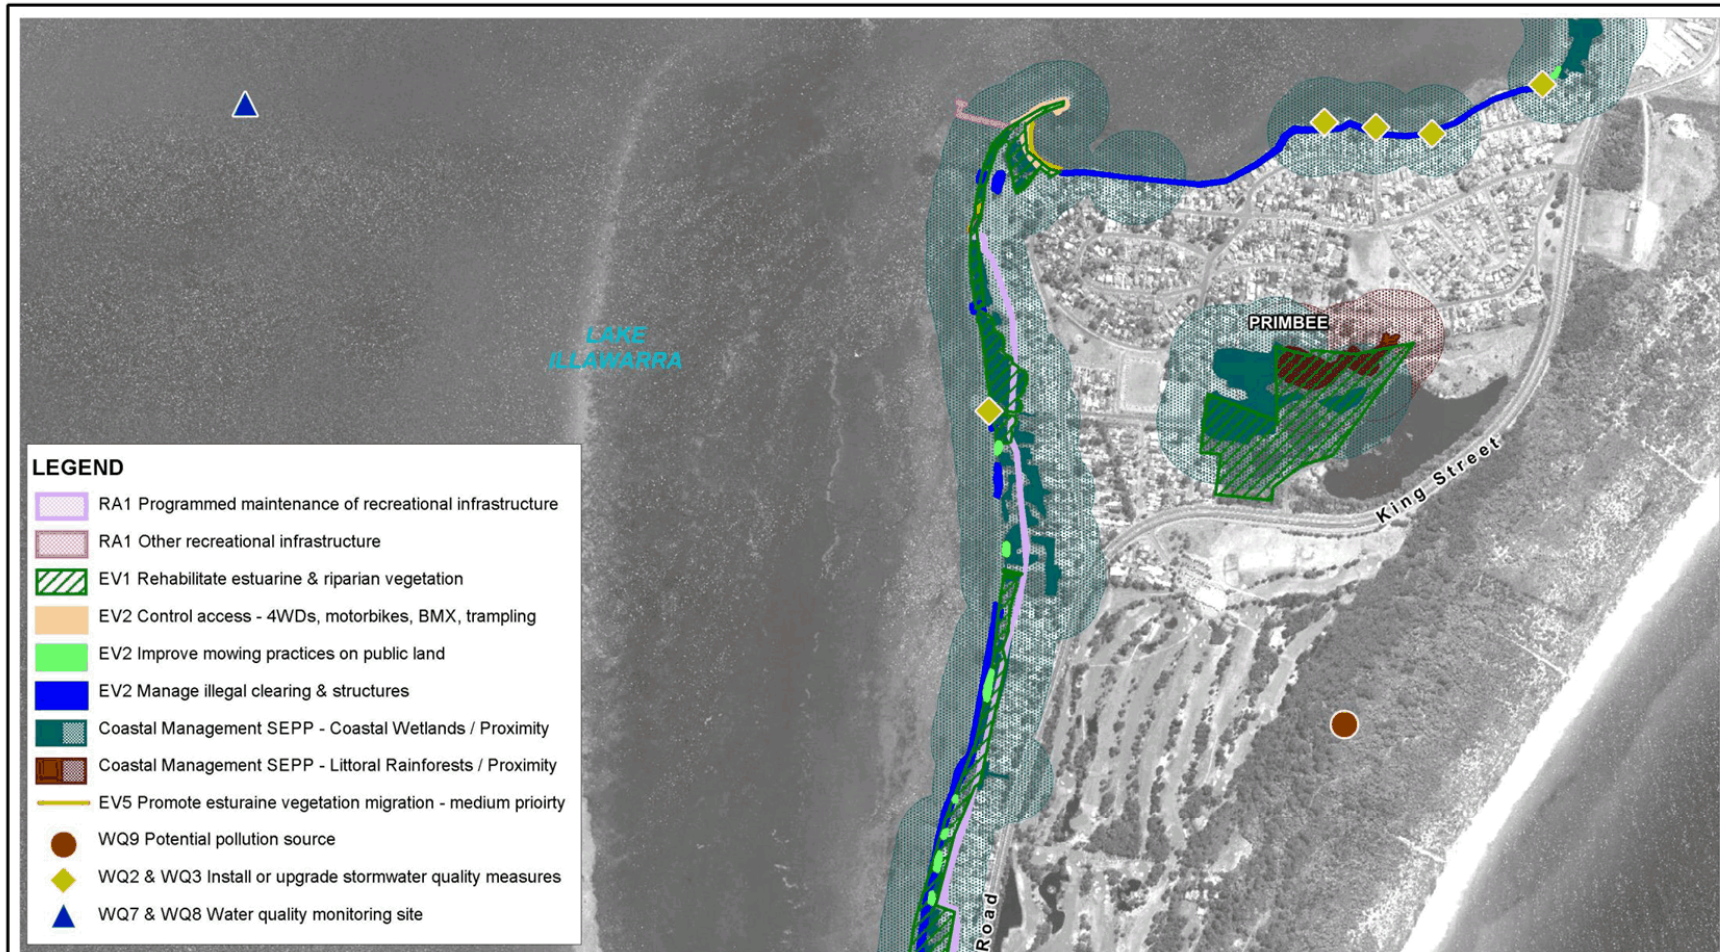 LAKE
ILLAWARRA
PRIMBEE
King Street
Road
LEGEND
RA1 Programmed maintenance of recreational infrastructure
RA1 Other recreational infrastructure
EV1 Rehabilitate estuarine & riparian vegetation
EV2 Control access - 4WDs, motorbikes, BMX, trampling
EV2 Improve mowing practices on public land
EV2 Manage illegal clearing & structures
Coastal Management SEPP - Coastal Wetlands / Proximity
Coastal Management SEPP - Littoral Rainforests / Proximity
EV5 Promote esturaine vegetation migration - medium prioirty
WQ9 Potential pollution source
WQ2 & WQ3 Install or upgrade stormwater quality measures
WQ7 & WQ8 Water quality monitoring site